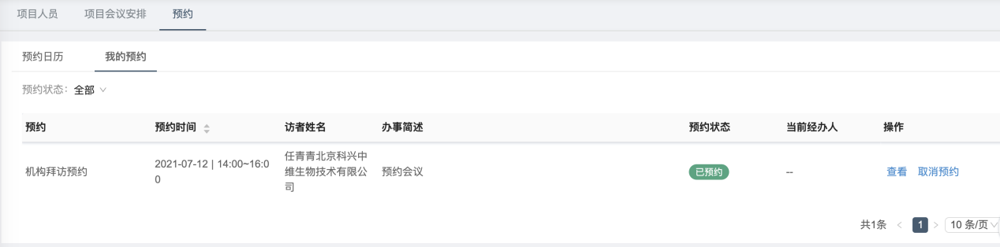 项目人员 项目会议安排 预约
预约日历 我的预约
预约状态: 全部
预约 预约时间 访者姓名 办事简述 预约状态 当前经办人 操作
机构拜访预约 2021-07-12 | 14:00~16:0
0 任青青北京科兴中
维生物技术有限公
司 预约会议 已预约 -- 查看 取消预约
共1条 < 1 > 10 条/页